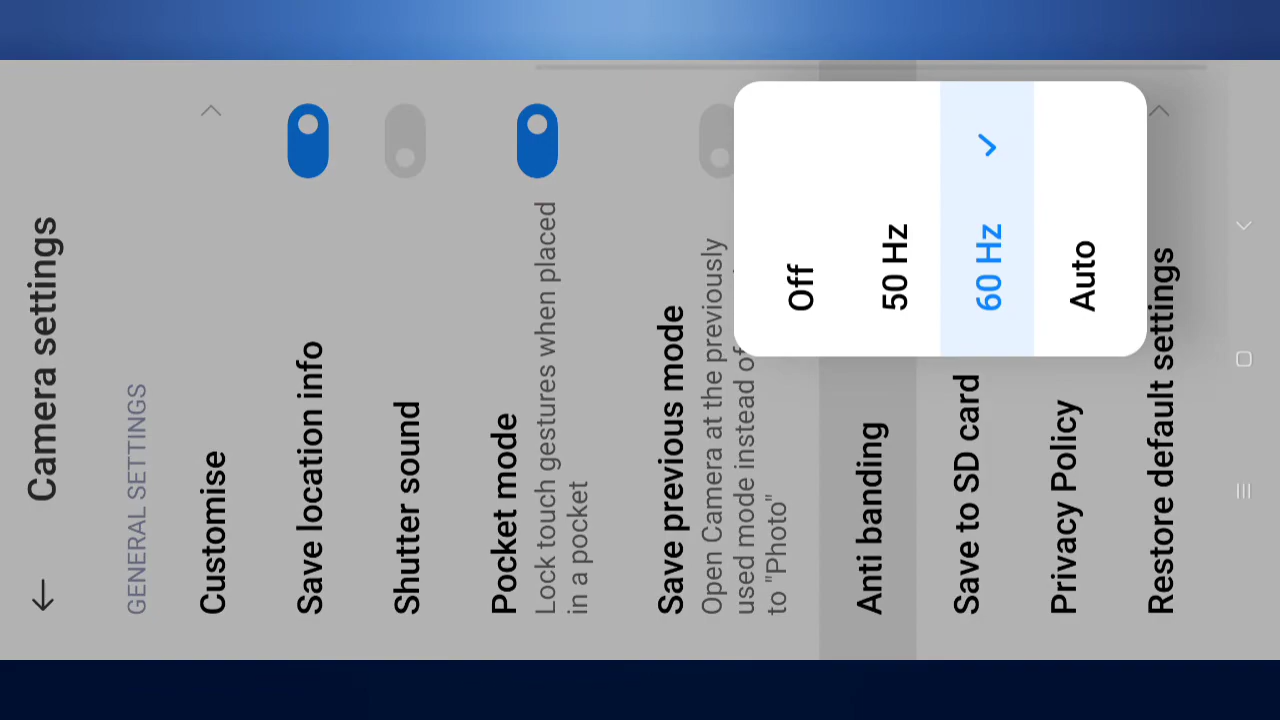 Camera settings
GENERAL SETTINGS
Customise
Save location info
Shutter sound
Pocket mode
Lock touch gestures when placed
in a pocket
Save previous mode
Open Camera at the previously
used mode instead of
to "Photo"
Anti banding
Off
50 Hz
60 Hz
Auto
Save to SD card
Privacy Policy
Restore default settings